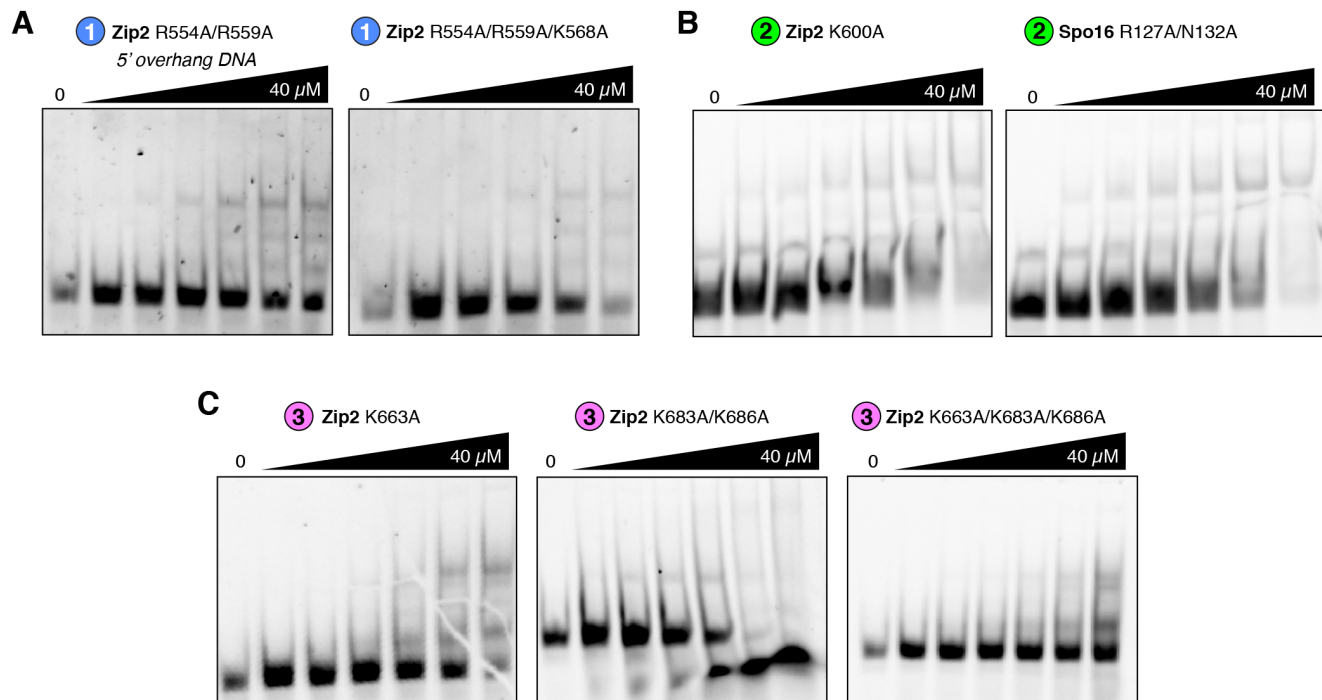 A
1 Zip2 R554A/R559A
5' overhang DNA
0
40 µM
1 Zip2 R554A/R559A/K568A
0
40 µM
B
2 Zip2 K600A
0
40 µM
2 Spo16 R127A/N132A
0
40 µM
C
3 Zip2 K663A
0
40 µM
3 Zip2 K683A/K686A
0
40 µM
3 Zip2 K663A/K683A/K686A
0
40 µM